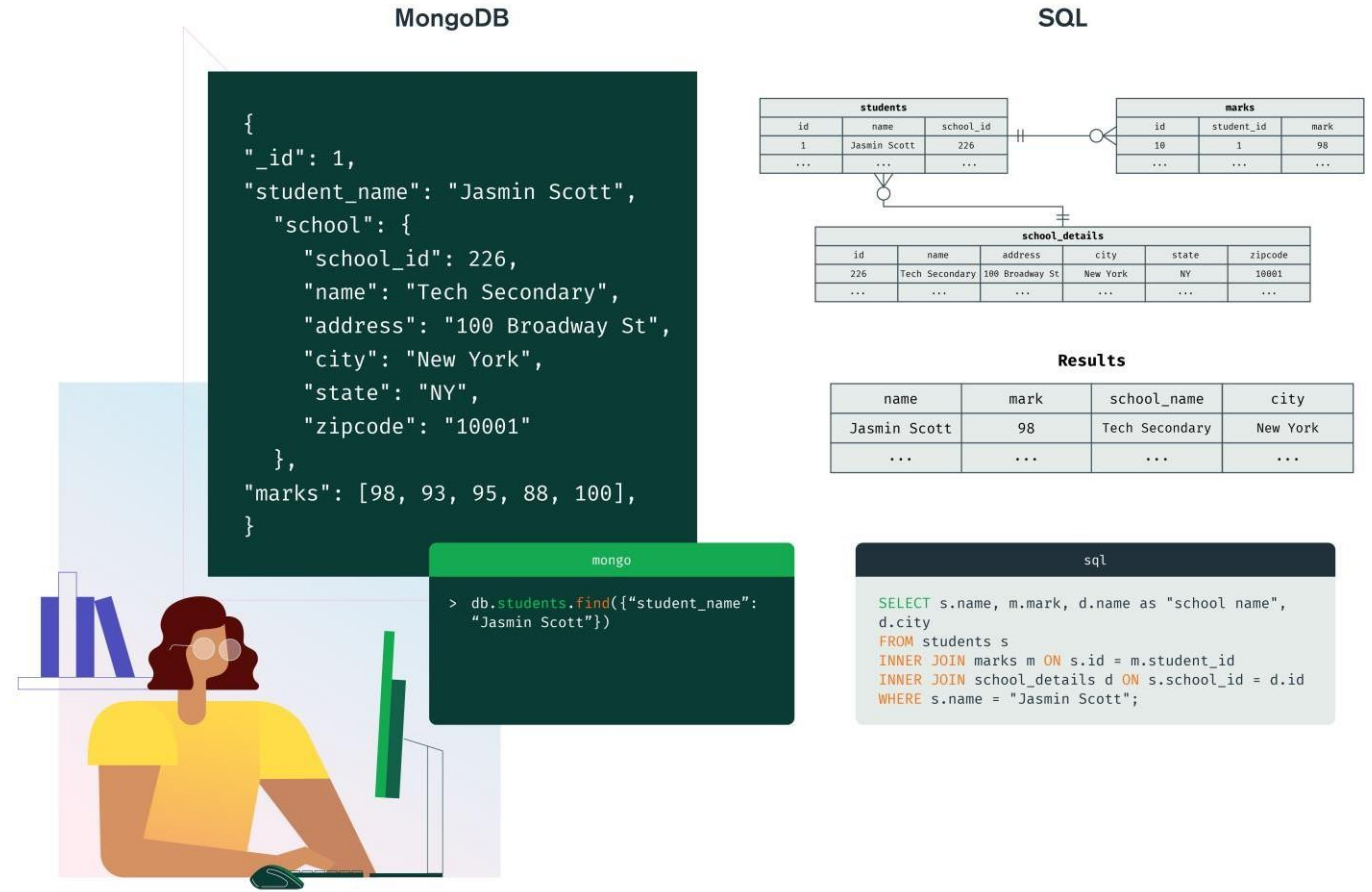 MongoDB
{
"_id": 1,
"student_name": "Jasmin Scott",
"school": {
"school_id": 226,
"name": "Tech Secondary",
"address": "100 Broadway St",
"city": "New York",
"state": "NY",
"zipcode": "10001"
},
"marks": [98, 93, 95, 88, 100],
}
mongo
> db.students.find({“student_name”:
“Jasmin Scott”})
SQL
students
id name school_id
1 Jasmin Scott 226
... ... ...
marks
id student_id mark
10 1 98
... ... ...
school_details
id name address city state zipcode
226 Tech Secondary 100 Broadway St New York NY 10001
... ... ... ... ... ...
Results
name mark school_name city
Jasmin Scott 98 Tech Secondary New York
... ... ... ...
sql
SELECT s.name, m.mark, d.name as "school name",
d.city
FROM students s
INNER JOIN marks m ON s.id = m.student_id
INNER JOIN school_details d ON s.school_id = d.id
WHERE s.name = "Jasmin Scott";